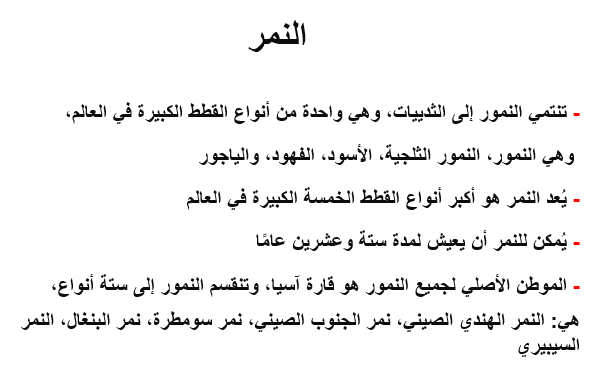 النمر
- تنتمي النمور إلى الثدييات، وهي واحدة من أنواع القطط الكبيرة في العالم،
وهي النمور، النمور الثلجية، الأسود، الفهود، والياجور
- يُعد النمر هو أكبر أنواع القطط الخمسة الكبيرة في العالم
- يُمكن للنمر أن يعيش لمدة ستة وعشرين عامًا
- الموطن الأصلي لجميع النمور هو قارة آسيا، وتنقسم النمور إلى ستة أنواع،
هي: النمر الهندي الصيني، نمر الجنوب الصيني، نمر سومطرة، نمر البنغال، النمر
السيبيري